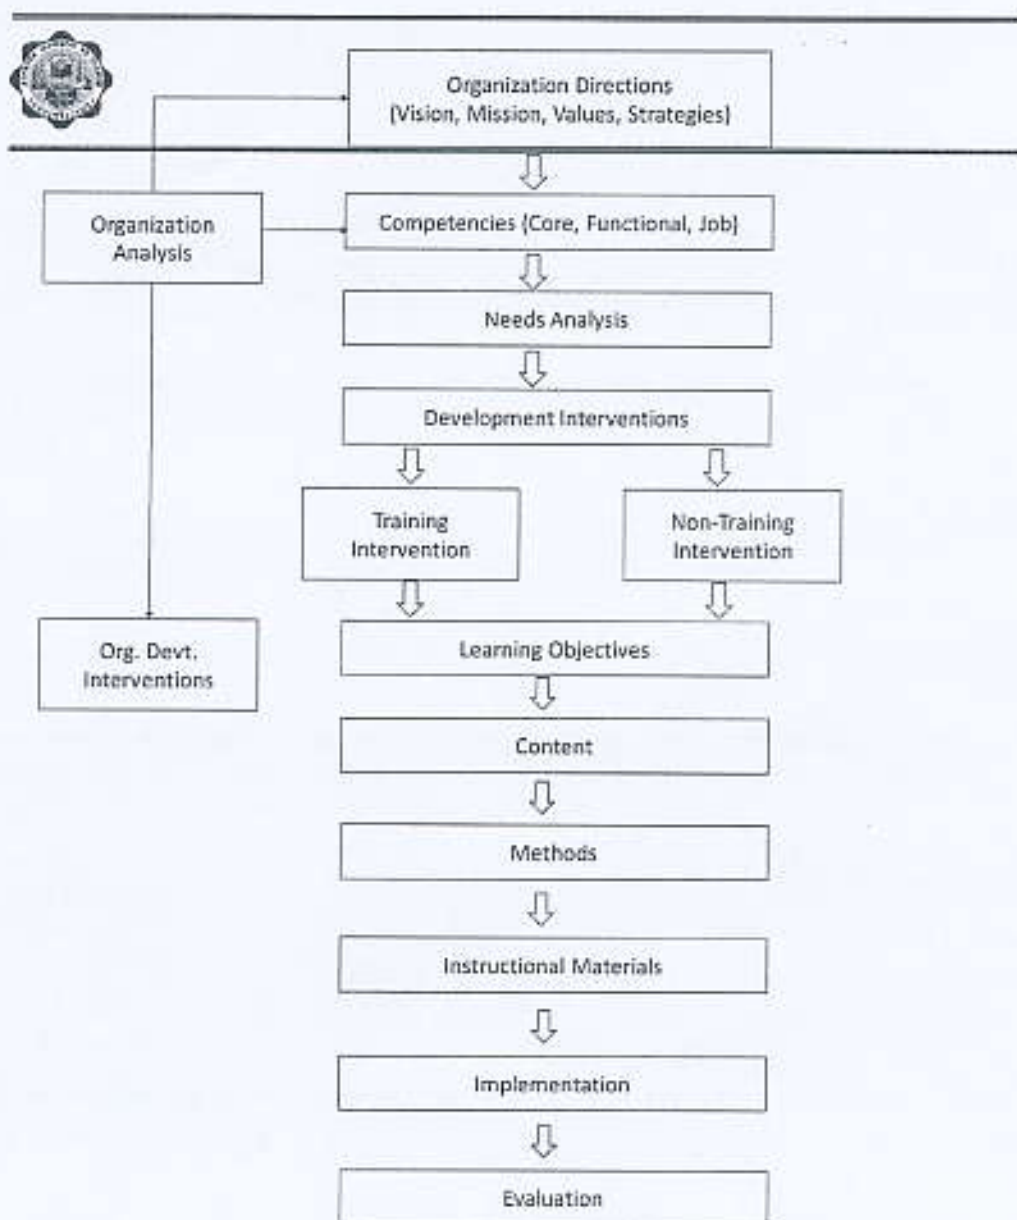 Organization Directions
(Vision, Mission, Values, Strategies)
Organization
Analysis
Competencies (Core, Functional, Job)
Needs Analysis
Development Interventions
Training
Intervention
Non-Training
Intervention
Org. Devt.
Interventions
Learning Objectives
Content
Methods
Instructional Materials
Implementation
Evaluation